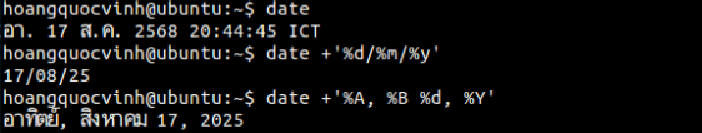 hoangquocvinh@ubuntu:~$ date
อา. 17 ส.ค. 2568 20:44:45 ICT
hoangquocvinh@ubuntu:~$ date +'%d/%m/%y'
17/08/25
hoangquocvinh@ubuntu:~$ date +'%A, %B %d, %Y'
อาทิตย์, สิงหาคม 17, 2025